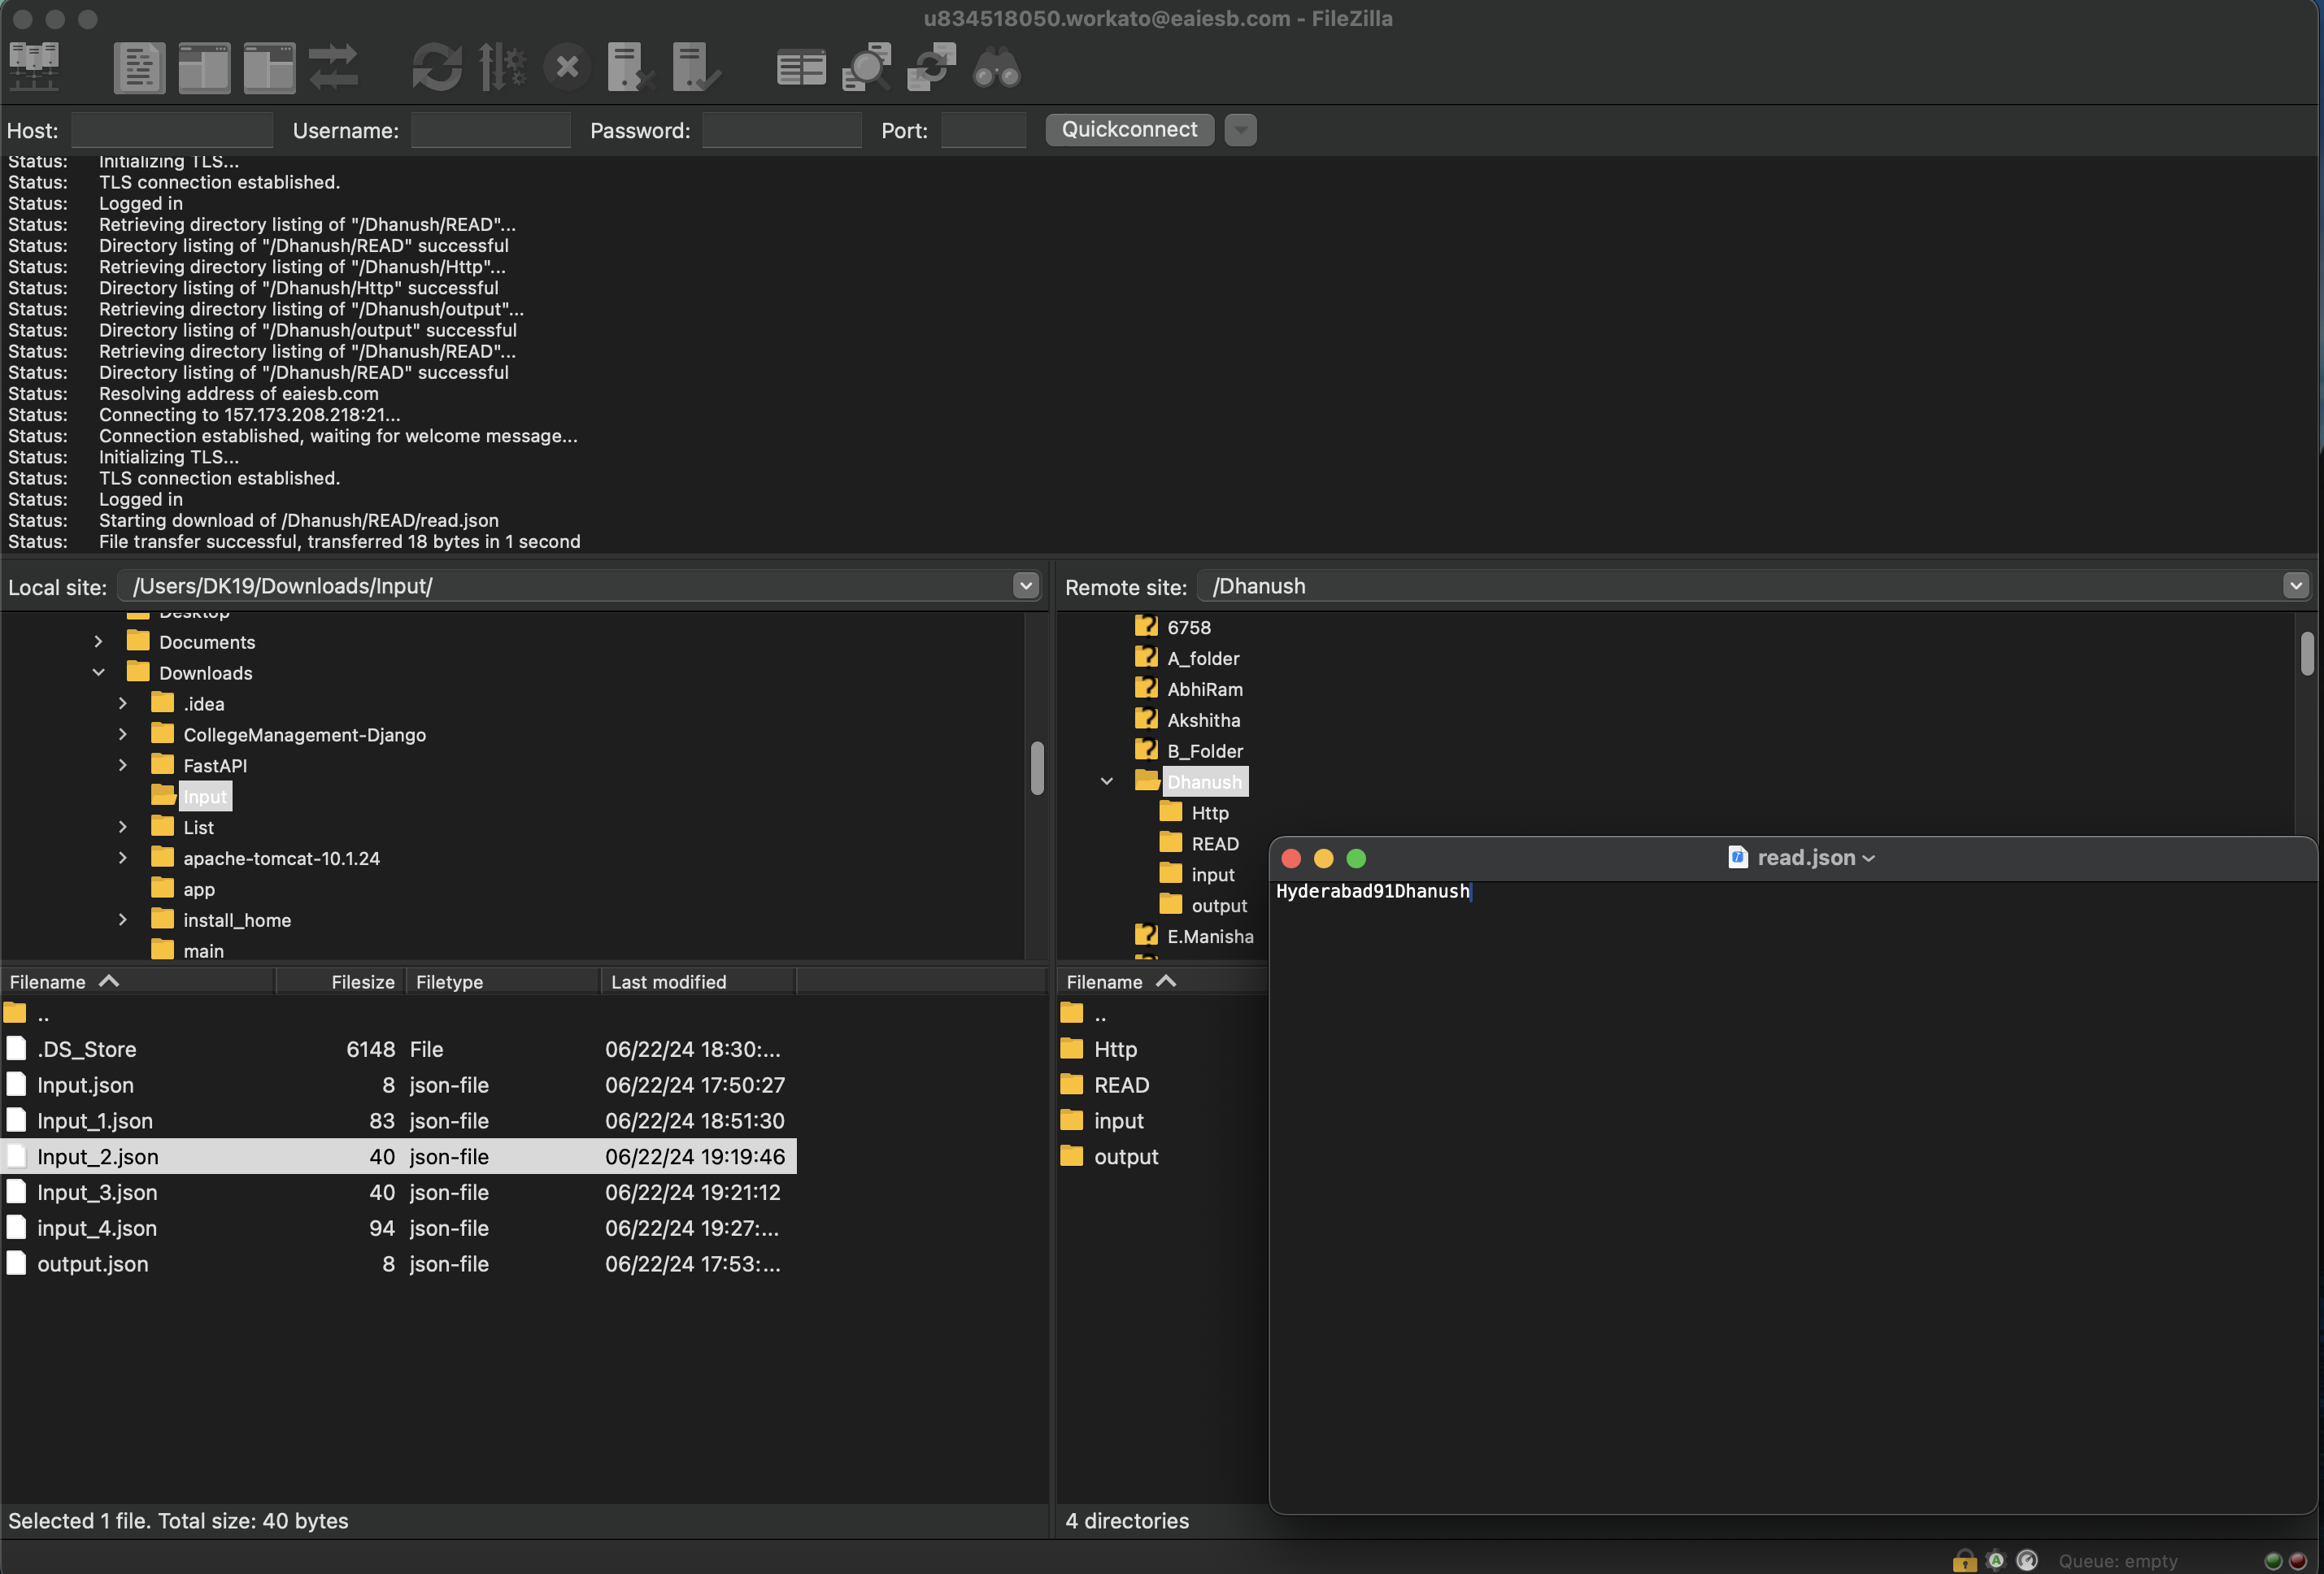 u834518050.workato@eaiesb.com - FileZilla
Host: Username: Password: Port: Quickconnect
Status: Initializing TLS...
Status: TLS connection established.
Status: Logged in
Status: Retrieving directory listing of "/Dhanush/READ"...
Status: Directory listing of "/Dhanush/READ" successful
Status: Retrieving directory listing of "/Dhanush/Http"...
Status: Directory listing of "/Dhanush/Http" successful
Status: Retrieving directory listing of "/Dhanush/output"...
Status: Directory listing of "/Dhanush/output" successful
Status: Retrieving directory listing of "/Dhanush/READ"...
Status: Directory listing of "/Dhanush/READ" successful
Status: Resolving address of eaiesb.com
Status: Connecting to 157.173.208.218:21...
Status: Connection established, waiting for welcome message...
Status: Initializing TLS...
Status: TLS connection established.
Status: Logged in
Status: Starting download of /Dhanush/READ/read.json
Status: File transfer successful, transferred 18 bytes in 1 second
Local site: /Users/DK19/Downloads/Input/
Desktop
Documents
Downloads
.idea
CollegeManagement-Django
FastAPI
Input
List
apache-tomcat-10.1.24
app
install_home
main
Filename Filesize Filetype Last modified
..
.DS_Store 6148 File 06/22/24 18:30:...
Input.json 8 json-file 06/22/24 17:50:27
Input_1.json 83 json-file 06/22/24 18:51:30
Input_2.json 40 json-file 06/22/24 19:19:46
Input_3.json 40 json-file 06/22/24 19:21:12
input_4.json 94 json-file 06/22/24 19:27:...
output.json 8 json-file 06/22/24 17:53:...
Selected 1 file. Total size: 40 bytes
Remote site: /Dhanush
6758
A_folder
AbhiRam
Akshitha
B_Folder
Dhanush
Http
READ
input
output
E.Manisha
Filename
..
Http
READ
input
output
4 directories
read.json
Hyderabad91Dhanush
Queue: empty